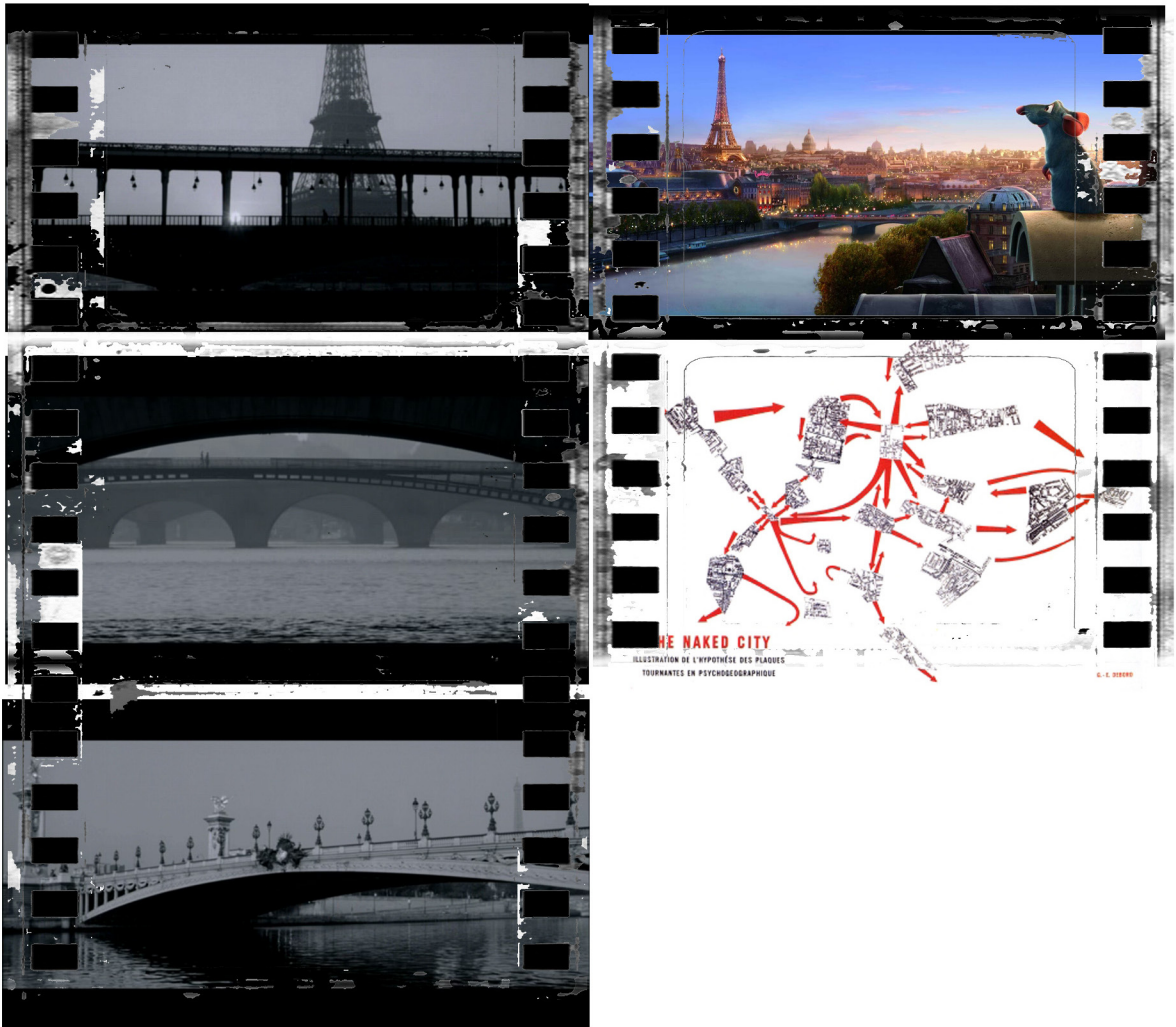 HE NAKED CITY
ILLUSTRATION DE L'HYPOTHÈSE DES PLAQUES
TOURNANTES EN PSYCHOGEOGRAPHIQUE
G.-E. DEBORD